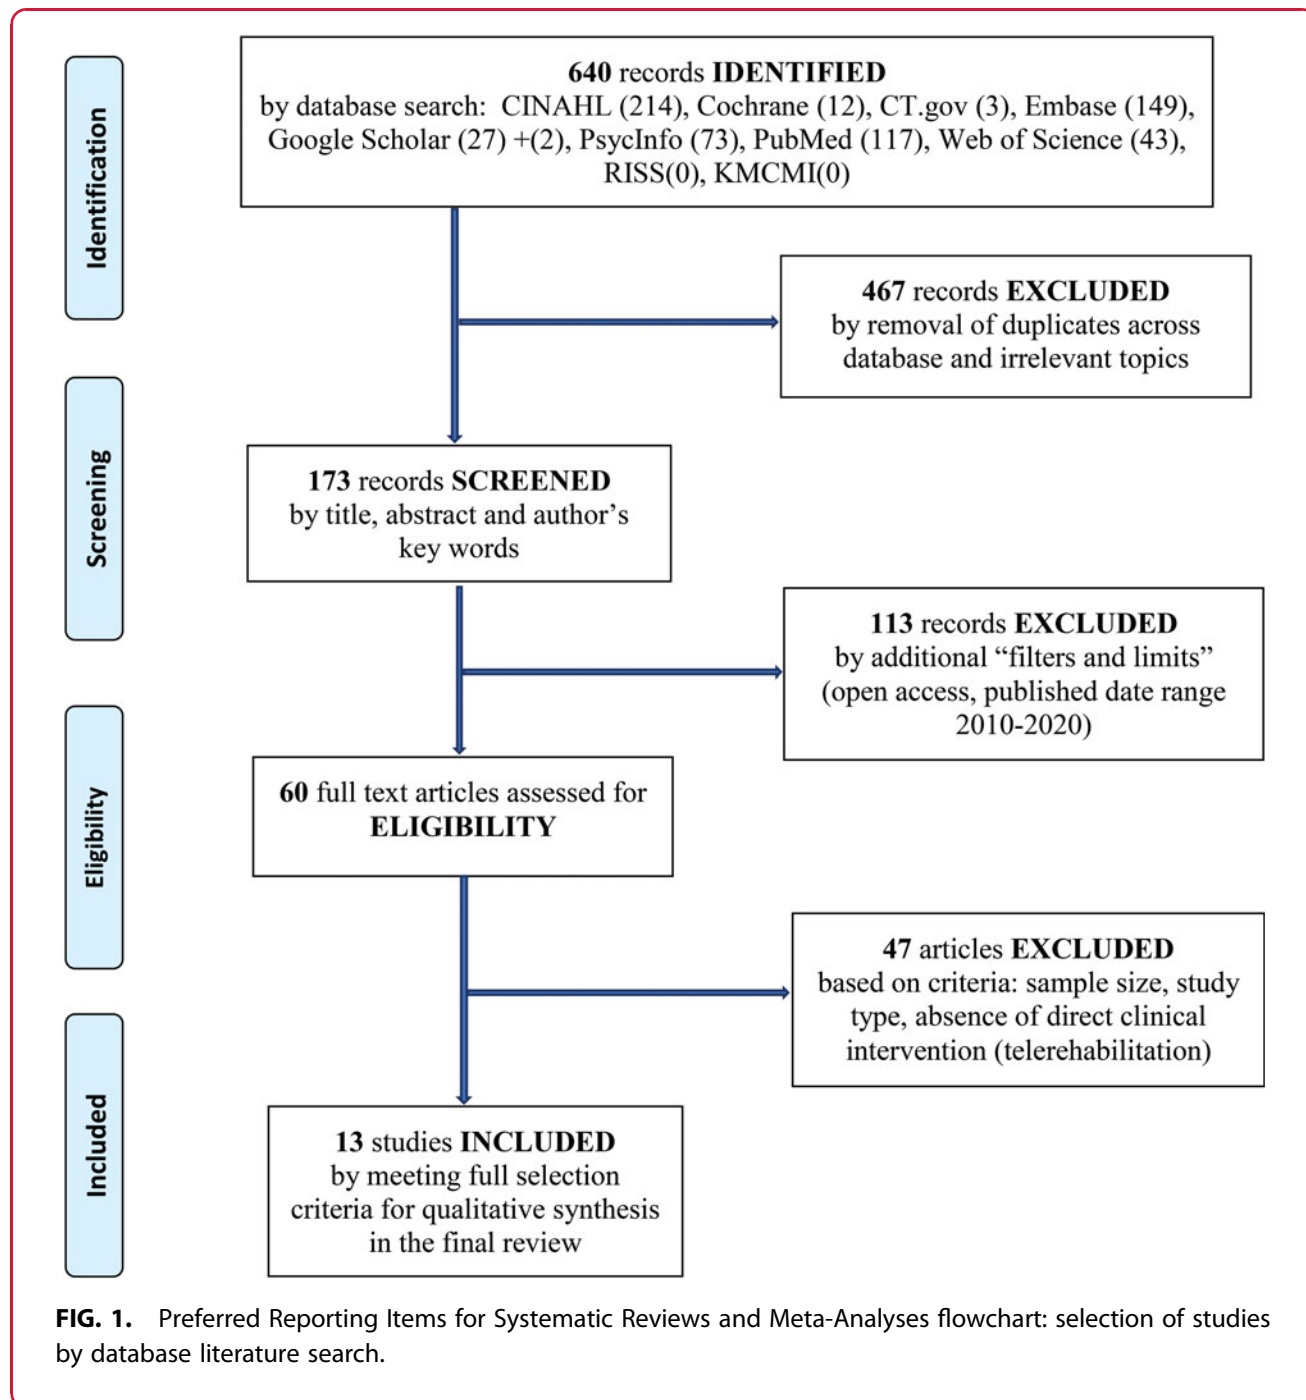 Identification
640 records IDENTIFIED
by database search: CINAHL (214), Cochrane (12), CT.gov (3), Embase (149),
Google Scholar (27) +(2), PsycInfo (73), PubMed (117), Web of Science (43),
RISS(0), KMCMI(0)
467 records EXCLUDED
by removal of duplicates across
database and irrelevant topics
Screening
173 records SCREENED
by title, abstract and author’s
key words
113 records EXCLUDED
by additional “filters and limits”
(open access, published date range
2010-2020)
Eligibility
60 full text articles assessed for
ELIGIBILITY
47 articles EXCLUDED
based on criteria: sample size, study
type, absence of direct clinical
intervention (telerehabilitation)
Included
13 studies INCLUDED
by meeting full selection
criteria for qualitative synthesis
in the final review
FIG. 1. Preferred Reporting Items for Systematic Reviews and Meta-Analyses flowchart: selection of studies
by database literature search.